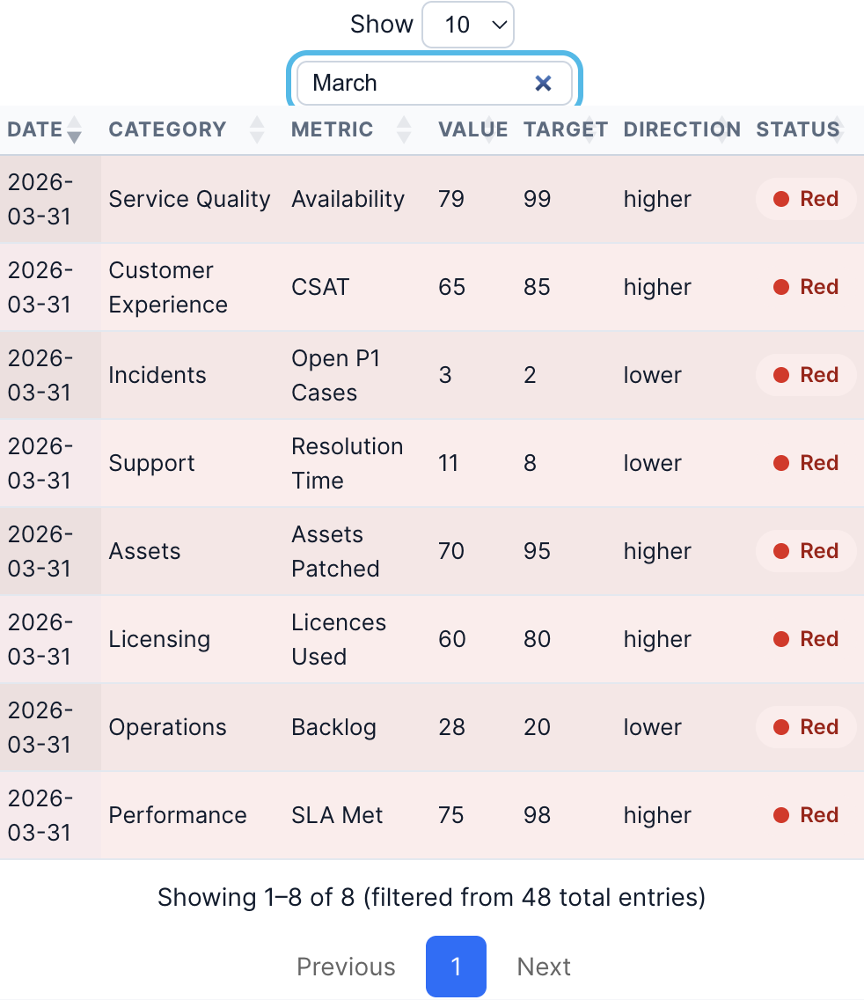 Show 10
March
DATE CATEGORY METRIC VALUE TARGET DIRECTION STATUS
2026-
03-31 Service Quality Availability 79 99 higher Red
2026-
03-31 Customer
Experience CSAT 65 85 higher Red
2026-
03-31 Incidents Open P1
Cases 3 2 lower Red
2026-
03-31 Support Resolution
Time 11 8 lower Red
2026-
03-31 Assets Assets
Patched 70 95 higher Red
2026-
03-31 Licensing Licences
Used 60 80 higher Red
2026-
03-31 Operations Backlog 28 20 lower Red
2026-
03-31 Performance SLA Met 75 98 higher Red
Showing 1–8 of 8 (filtered from 48 total entries)
Previous 1 Next